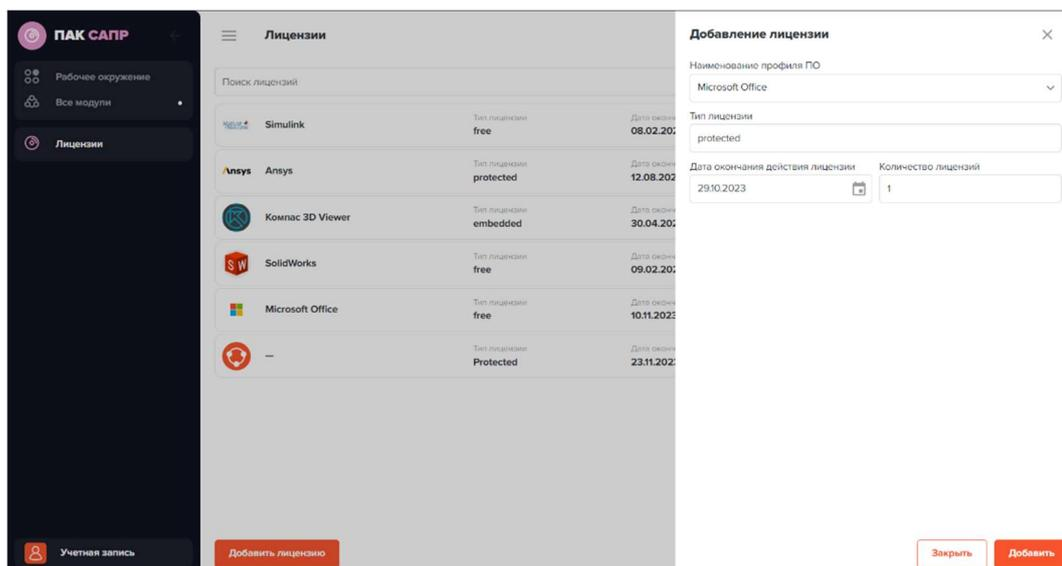 ПАК САПР
Рабочее окружение
Все модули
Лицензии
Учетная запись
Лицензии
Поиск лицензий
Simulink
Тип лицензии
free
08.02.202
Ansys
Ansys
Тип лицензии
protected
12.08.202
Компас 3D Viewer
Тип лицензии
embedded
30.04.202
SW
SolidWorks
Тип лицензии
free
09.02.202
Microsoft Office
Тип лицензии
free
10.11.2023
—
Тип лицензии
Protected
23.11.202
Добавить лицензию
Добавление лицензии
Наименование профиля ПО
Microsoft Office
Тип лицензии
protected
Дата окончания действия лицензии Количество лицензий
29.10.2023 1
Закрыть Добавить